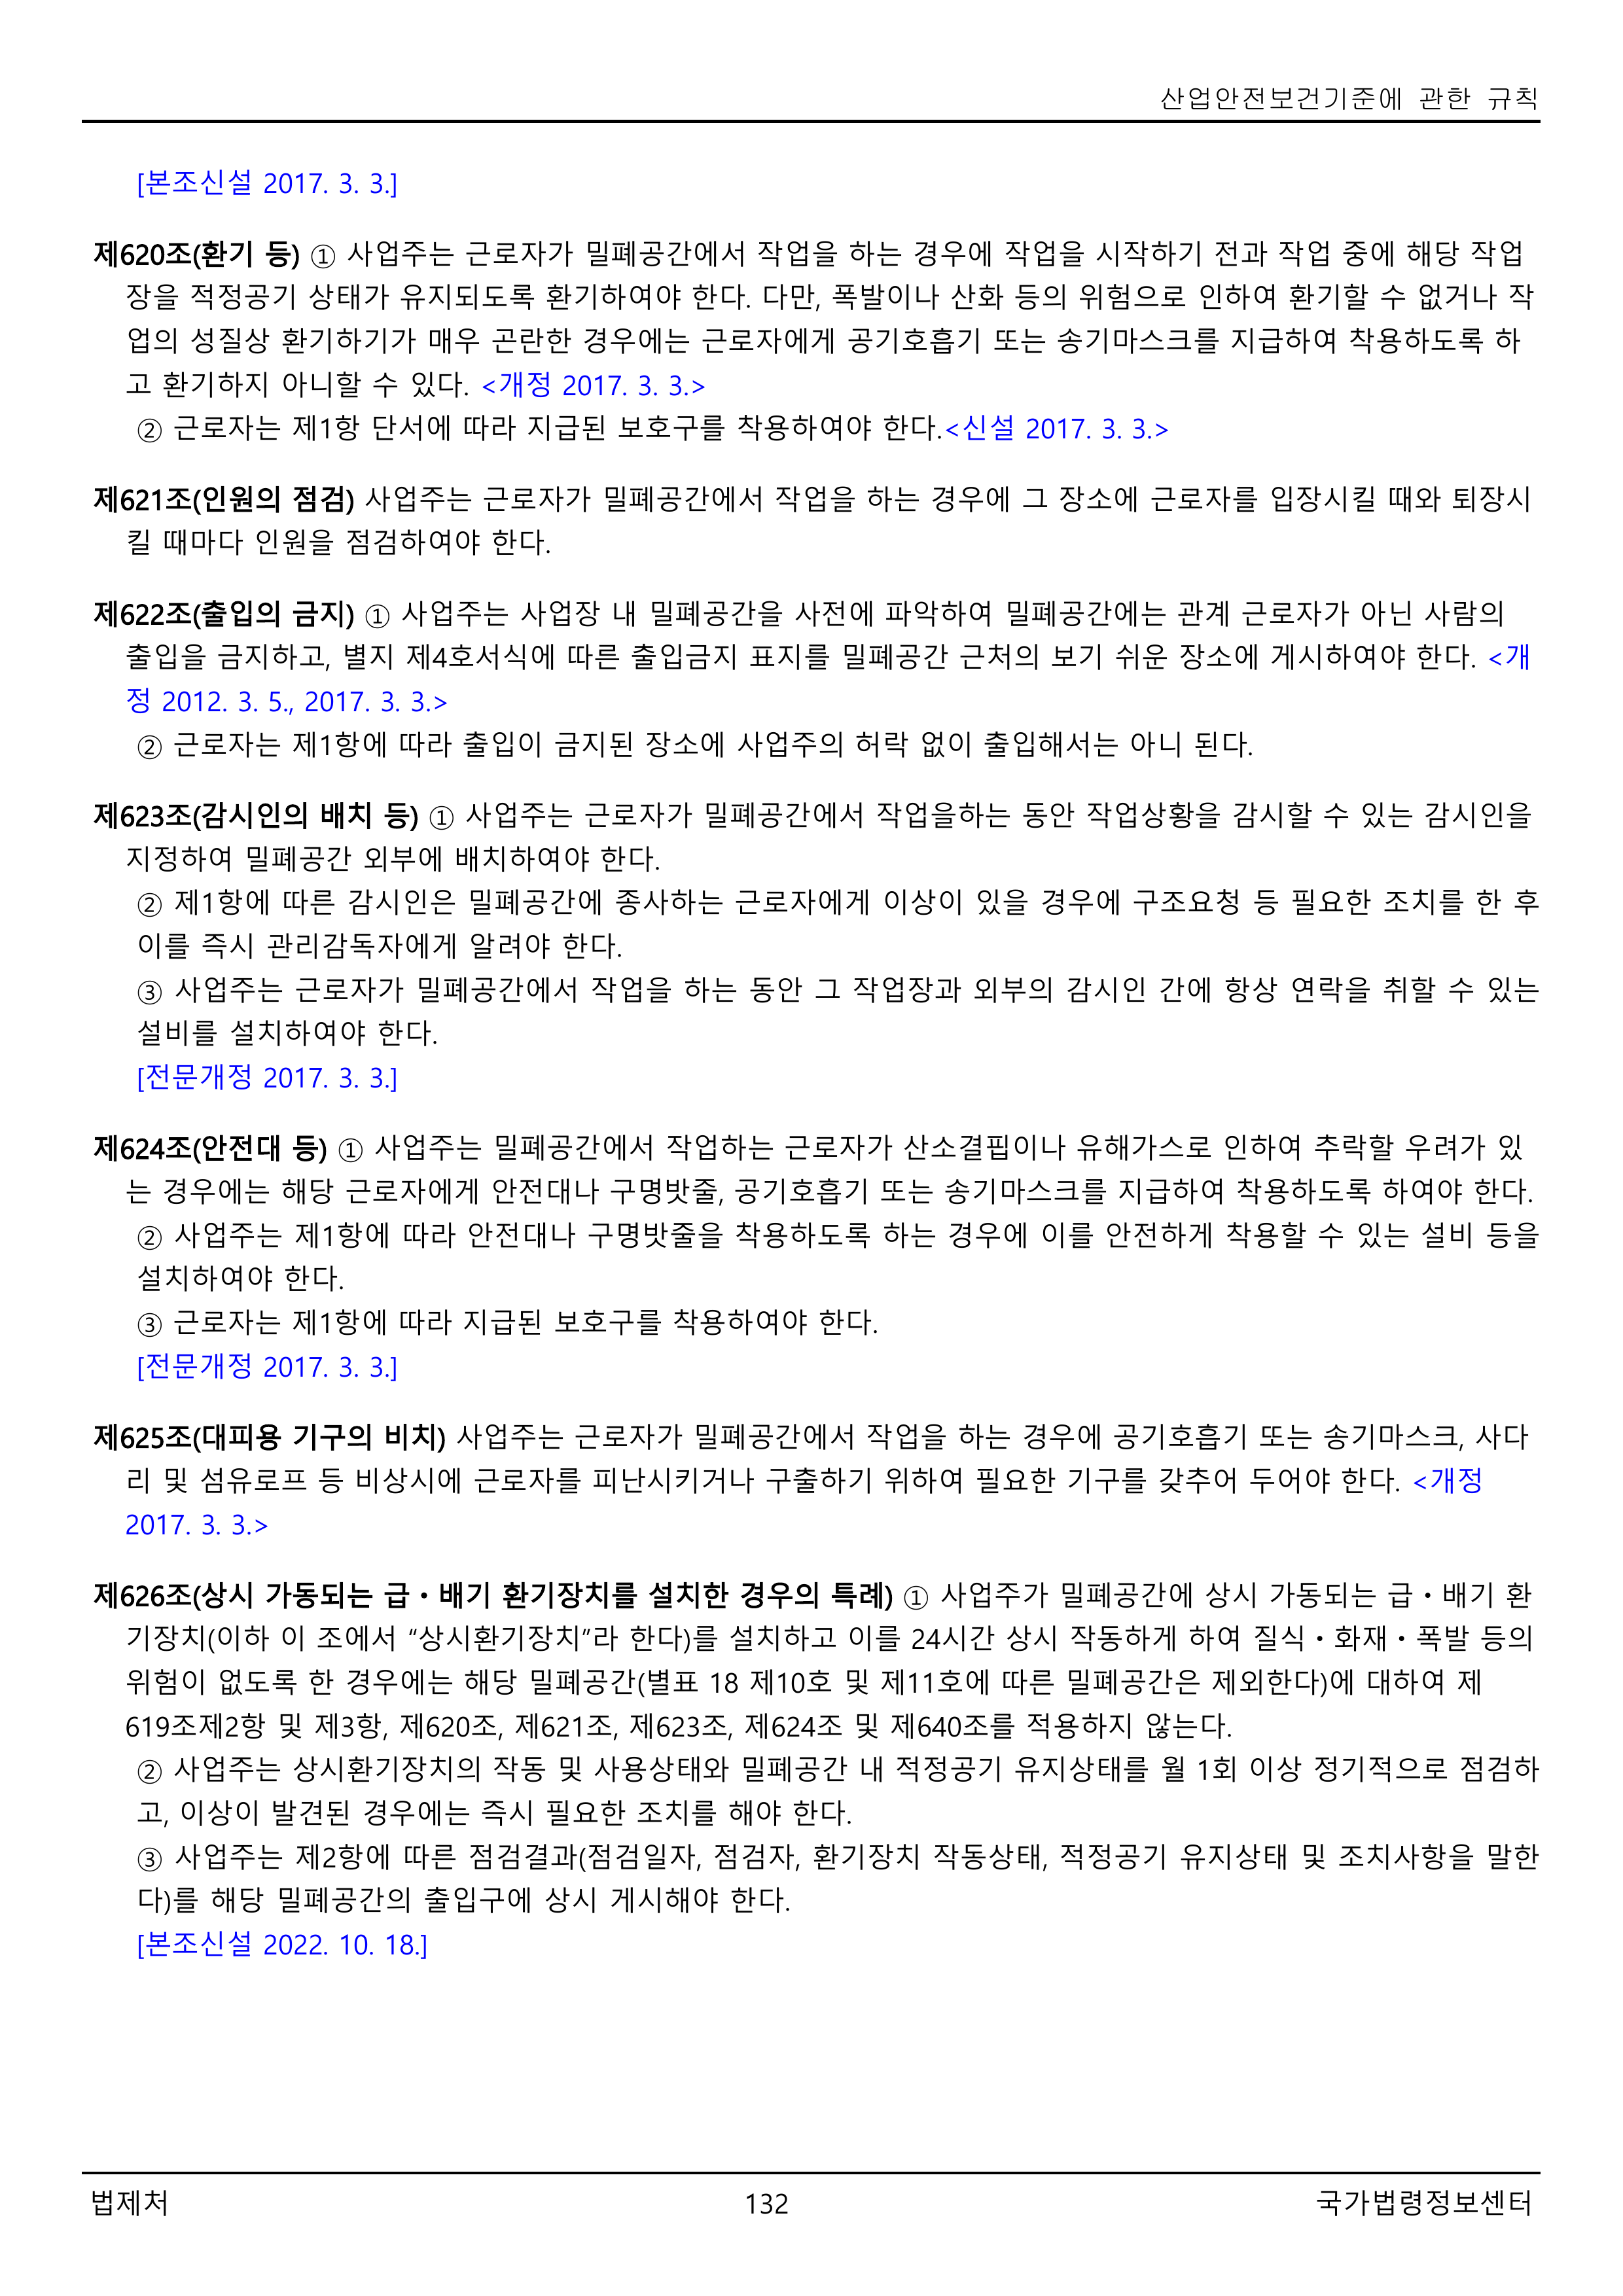 산업안전보건기준에 관한 규칙
[본조신설 2017. 3. 3.]
제620조(환기 등) ① 사업주는 근로자가 밀폐공간에서 작업을 하는 경우에 작업을 시작하기 전과 작업 중에 해당 작업
장을 적정공기 상태가 유지되도록 환기하여야 한다. 다만, 폭발이나 산화 등의 위험으로 인하여 환기할 수 없거나 작
업의 성질상 환기하기가 매우 곤란한 경우에는 근로자에게 공기호흡기 또는 송기마스크를 지급하여 착용하도록 하
고 환기하지 아니할 수 있다. <개정 2017. 3. 3.>
② 근로자는 제1항 단서에 따라 지급된 보호구를 착용하여야 한다.<신설 2017. 3. 3.>
제621조(인원의 점검) 사업주는 근로자가 밀폐공간에서 작업을 하는 경우에 그 장소에 근로자를 입장시킬 때와 퇴장시
킬 때마다 인원을 점검하여야 한다.
제622조(출입의 금지) ① 사업주는 사업장 내 밀폐공간을 사전에 파악하여 밀폐공간에는 관계 근로자가 아닌 사람의
출입을 금지하고, 별지 제4호서식에 따른 출입금지 표지를 밀폐공간 근처의 보기 쉬운 장소에 게시하여야 한다. <개
정 2012. 3. 5., 2017. 3. 3.>
② 근로자는 제1항에 따라 출입이 금지된 장소에 사업주의 허락 없이 출입해서는 아니 된다.
제623조(감시인의 배치 등) ① 사업주는 근로자가 밀폐공간에서 작업을하는 동안 작업상황을 감시할 수 있는 감시인을
지정하여 밀폐공간 외부에 배치하여야 한다.
② 제1항에 따른 감시인은 밀폐공간에 종사하는 근로자에게 이상이 있을 경우에 구조요청 등 필요한 조치를 한 후
이를 즉시 관리감독자에게 알려야 한다.
③ 사업주는 근로자가 밀폐공간에서 작업을 하는 동안 그 작업장과 외부의 감시인 간에 항상 연락을 취할 수 있는
설비를 설치하여야 한다.
[전문개정 2017. 3. 3.]
제624조(안전대 등) ① 사업주는 밀폐공간에서 작업하는 근로자가 산소결핍이나 유해가스로 인하여 추락할 우려가 있
는 경우에는 해당 근로자에게 안전대나 구명밧줄, 공기호흡기 또는 송기마스크를 지급하여 착용하도록 하여야 한다.
② 사업주는 제1항에 따라 안전대나 구명밧줄을 착용하도록 하는 경우에 이를 안전하게 착용할 수 있는 설비 등을
설치하여야 한다.
③ 근로자는 제1항에 따라 지급된 보호구를 착용하여야 한다.
[전문개정 2017. 3. 3.]
제625조(대피용 기구의 비치) 사업주는 근로자가 밀폐공간에서 작업을 하는 경우에 공기호흡기 또는 송기마스크, 사다
리 및 섬유로프 등 비상시에 근로자를 피난시키거나 구출하기 위하여 필요한 기구를 갖추어 두어야 한다. <개정
2017. 3. 3.>
제626조(상시 가동되는 급ㆍ배기 환기장치를 설치한 경우의 특례) ① 사업주가 밀폐공간에 상시 가동되는 급ㆍ배기 환
기장치(이하 이 조에서 “상시환기장치”라 한다)를 설치하고 이를 24시간 상시 작동하게 하여 질식ㆍ화재ㆍ폭발 등의
위험이 없도록 한 경우에는 해당 밀폐공간(별표 18 제10호 및 제11호에 따른 밀폐공간은 제외한다)에 대하여 제
619조제2항 및 제3항, 제620조, 제621조, 제623조, 제624조 및 제640조를 적용하지 않는다.
② 사업주는 상시환기장치의 작동 및 사용상태와 밀폐공간 내 적정공기 유지상태를 월 1회 이상 정기적으로 점검하
고, 이상이 발견된 경우에는 즉시 필요한 조치를 해야 한다.
③ 사업주는 제2항에 따른 점검결과(점검일자, 점검자, 환기장치 작동상태, 적정공기 유지상태 및 조치사항을 말한
다)를 해당 밀폐공간의 출입구에 상시 게시해야 한다.
[본조신설 2022. 10. 18.]
법제처 132 국가법령정보센터